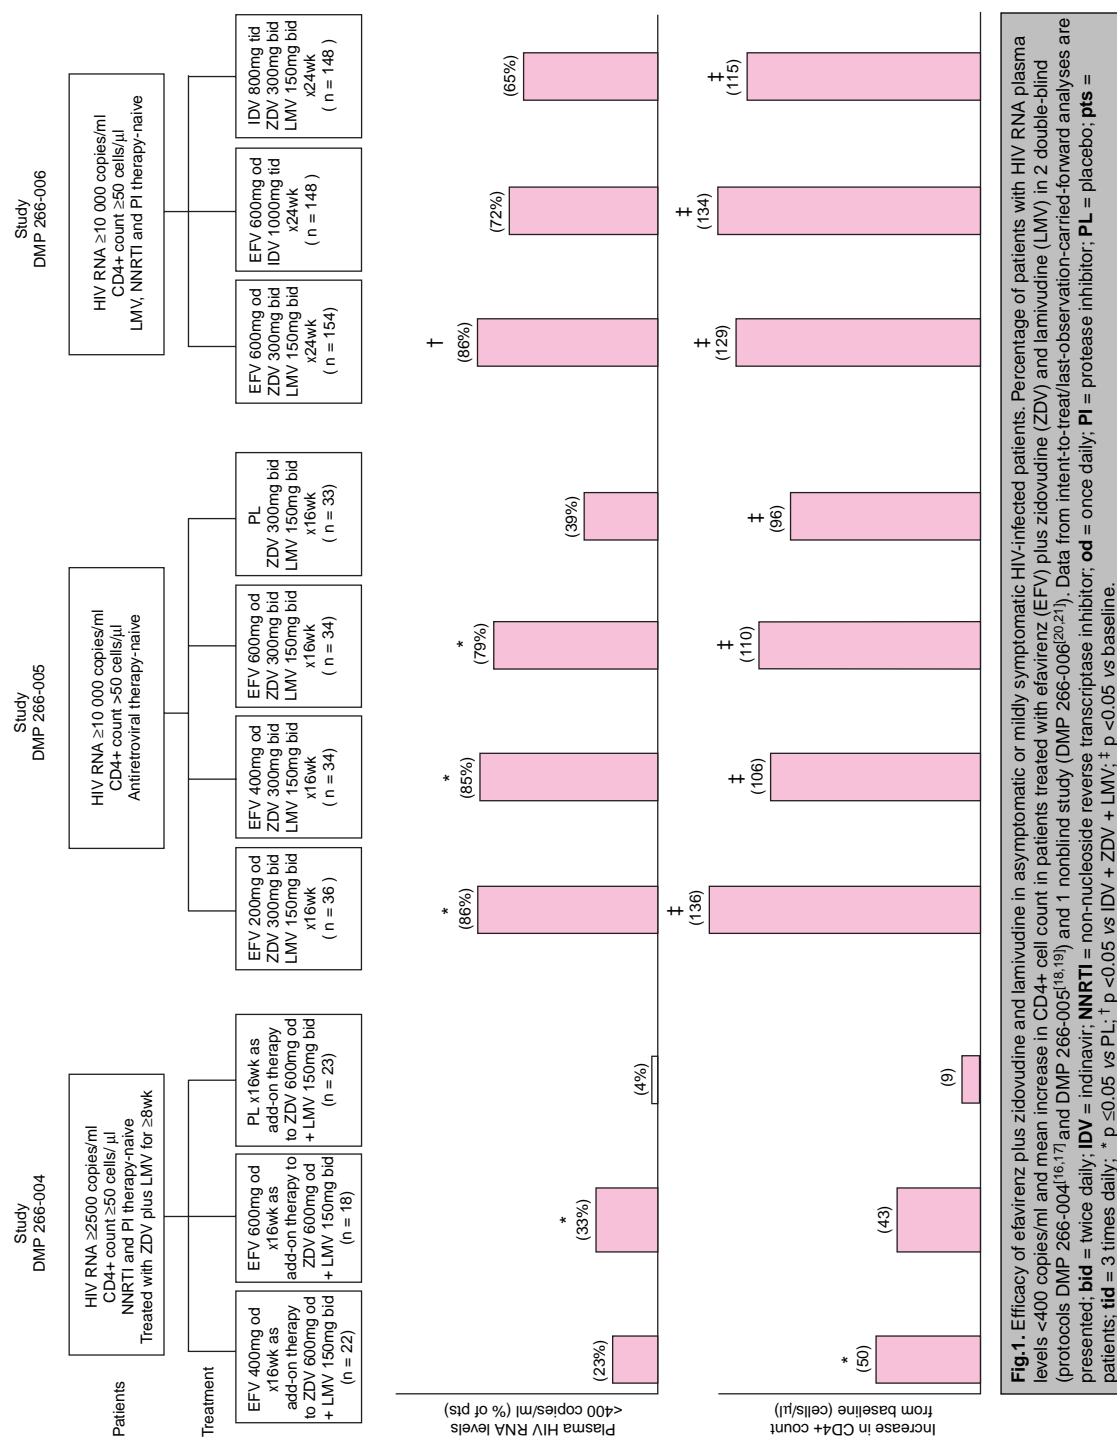 Study
DMP 266-004
Study
DMP 266-005
Study
DMP 266-006
Patients
HIV RNA ≥2500 copies/ml
CD4+ count ≥50 cells/ µl
NNRTI and PI therapy-naive
Treated with ZDV plus LMV for ≥8wk
HIV RNA ≥10 000 copies/ml
CD4+ count >50 cells/µl
Antiretroviral therapy-naive
HIV RNA ≥10 000 copies/ml
CD4+ count ≥50 cells/µl
LMV, NNRTI and PI therapy-naive
Treatment
EFV 400mg od
x16wk as
add-on therapy
to ZDV 600mg od
+ LMV 150mg bid
(n = 22)
EFV 600mg od
x16wk as
add-on therapy to
ZDV 600mg od
+ LMV 150mg bid
(n = 18)
PL x16wk as
add-on therapy
to ZDV 600mg od
+ LMV 150mg bid
(n = 23)
EFV 200mg od
ZDV 300mg bid
LMV 150mg bid
x16wk
( n = 36 )
EFV 400mg od
ZDV 300mg bid
LMV 150mg bid
x16wk
( n = 34 )
EFV 600mg od
ZDV 300mg bid
LMV 150mg bid
x16wk
( n = 34 )
PL
ZDV 300mg bid
LMV 150mg bid
x16wk
( n = 33 )
EFV 600mg od
ZDV 300mg bid
LMV 150mg bid
x24wk
( n = 154 )
EFV 600mg od
IDV 1000mg tid
x24wk
( n = 148 )
IDV 800mg tid
ZDV 300mg bid
LMV 150mg bid
x24wk
( n = 148 )
Plasma HIV RNA levels
<400 copies/ml (% of pts)
(23%)
*
(33%)
(4%)
*
(86%)
*
(85%)
*
(79%)
(39%)
†
(86%)
(72%)
(65%)
Increase in CD4+ count
from baseline (cells/µl)
*
(50)
(43)
(9)
‡
(136)
‡
(106)
‡
(110)
‡
(96)
‡
(129)
‡
(134)
‡
(115)
Fig.1. Efficacy of efavirenz plus zidovudine and lamivudine in asymptomatic or mildly symptomatic HIV-infected patients. Percentage of patients with HIV RNA plasma
levels <400 copies/ml and mean increase in CD4+ cell count in patients treated with efavirenz (EFV) plus zidovudine (ZDV) and lamivudine (LMV) in 2 double-blind
(protocols DMP 266-004[16,17] and DMP 266-005[18,19]) and 1 nonblind study (DMP 266-006[20,21]). Data from intent-to-treat/last-observation-carried-forward analyses are
presented; bid = twice daily; IDV = indinavir; NNRTI = non-nucleoside reverse transcriptase inhibitor; od = once daily; PI = protease inhibitor; PL = placebo; pts =
patients; tid = 3 times daily; * p ≤0.05 vs PL; † p <0.05 vs IDV + ZDV + LMV; ‡ p <0.05 vs baseline.